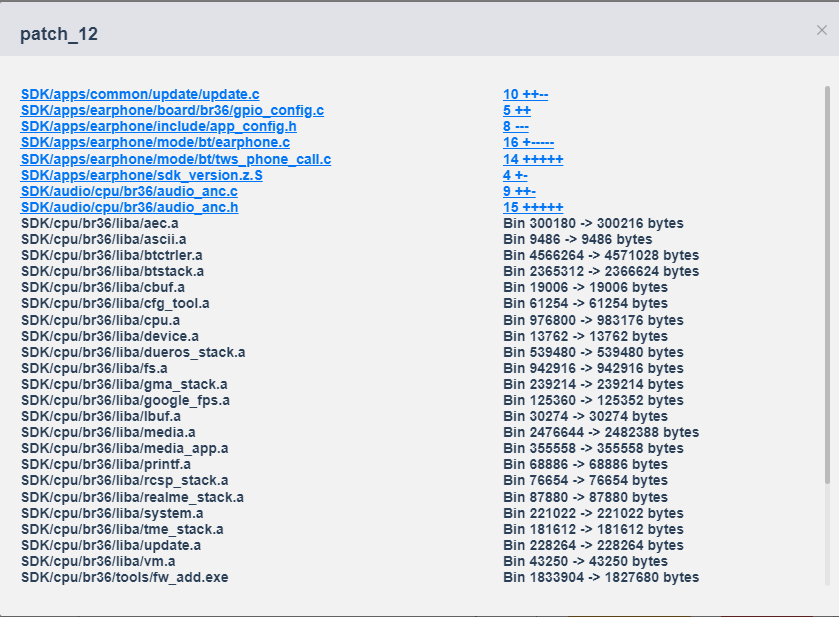 patch_12
SDK/apps/common/update/update.c 10 ++--
SDK/apps/earphone/board/br36/gpio_config.c 5 ++
SDK/apps/earphone/include/app_config.h 8 ---
SDK/apps/earphone/mode/bt/earphone.c 16 +-----
SDK/apps/earphone/mode/bt/tws_phone_call.c 14 +++++
SDK/apps/earphone/sdk_version.z.S 4 +-
SDK/audio/cpu/br36/audio_anc.c 9 ++-
SDK/audio/cpu/br36/audio_anc.h 15 +++++
SDK/cpu/br36/liba/aec.a Bin 300180 -> 300216 bytes
SDK/cpu/br36/liba/ascii.a Bin 9486 -> 9486 bytes
SDK/cpu/br36/liba/btctrler.a Bin 4566264 -> 4571028 bytes
SDK/cpu/br36/liba/btstack.a Bin 2365312 -> 2366624 bytes
SDK/cpu/br36/liba/cbuf.a Bin 19006 -> 19006 bytes
SDK/cpu/br36/liba/cfg_tool.a Bin 61254 -> 61254 bytes
SDK/cpu/br36/liba/cpu.a Bin 976800 -> 983176 bytes
SDK/cpu/br36/liba/device.a Bin 13762 -> 13762 bytes
SDK/cpu/br36/liba/dueros_stack.a Bin 539480 -> 539480 bytes
SDK/cpu/br36/liba/fs.a Bin 942916 -> 942916 bytes
SDK/cpu/br36/liba/gma_stack.a Bin 239214 -> 239214 bytes
SDK/cpu/br36/liba/google_fps.a Bin 125360 -> 125352 bytes
SDK/cpu/br36/liba/lbuf.a Bin 30274 -> 30274 bytes
SDK/cpu/br36/liba/media.a Bin 2476644 -> 2482388 bytes
SDK/cpu/br36/liba/media_app.a Bin 355558 -> 355558 bytes
SDK/cpu/br36/liba/printf.a Bin 68886 -> 68886 bytes
SDK/cpu/br36/liba/rcsp_stack.a Bin 76654 -> 76654 bytes
SDK/cpu/br36/liba/realme_stack.a Bin 87880 -> 87880 bytes
SDK/cpu/br36/liba/system.a Bin 221022 -> 221022 bytes
SDK/cpu/br36/liba/tme_stack.a Bin 181612 -> 181612 bytes
SDK/cpu/br36/liba/update.a Bin 228264 -> 228264 bytes
SDK/cpu/br36/liba/vm.a Bin 43250 -> 43250 bytes
SDK/cpu/br36/tools/fw_add.exe Bin 1833904 -> 1827680 bytes